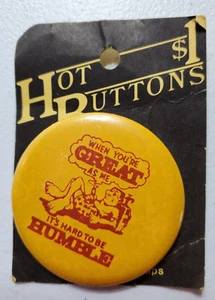 HOT $1
BUTTONS
WHEN YOU'RE
GREAT
AS ME
IT'S HARD TO BE
HUMBLE